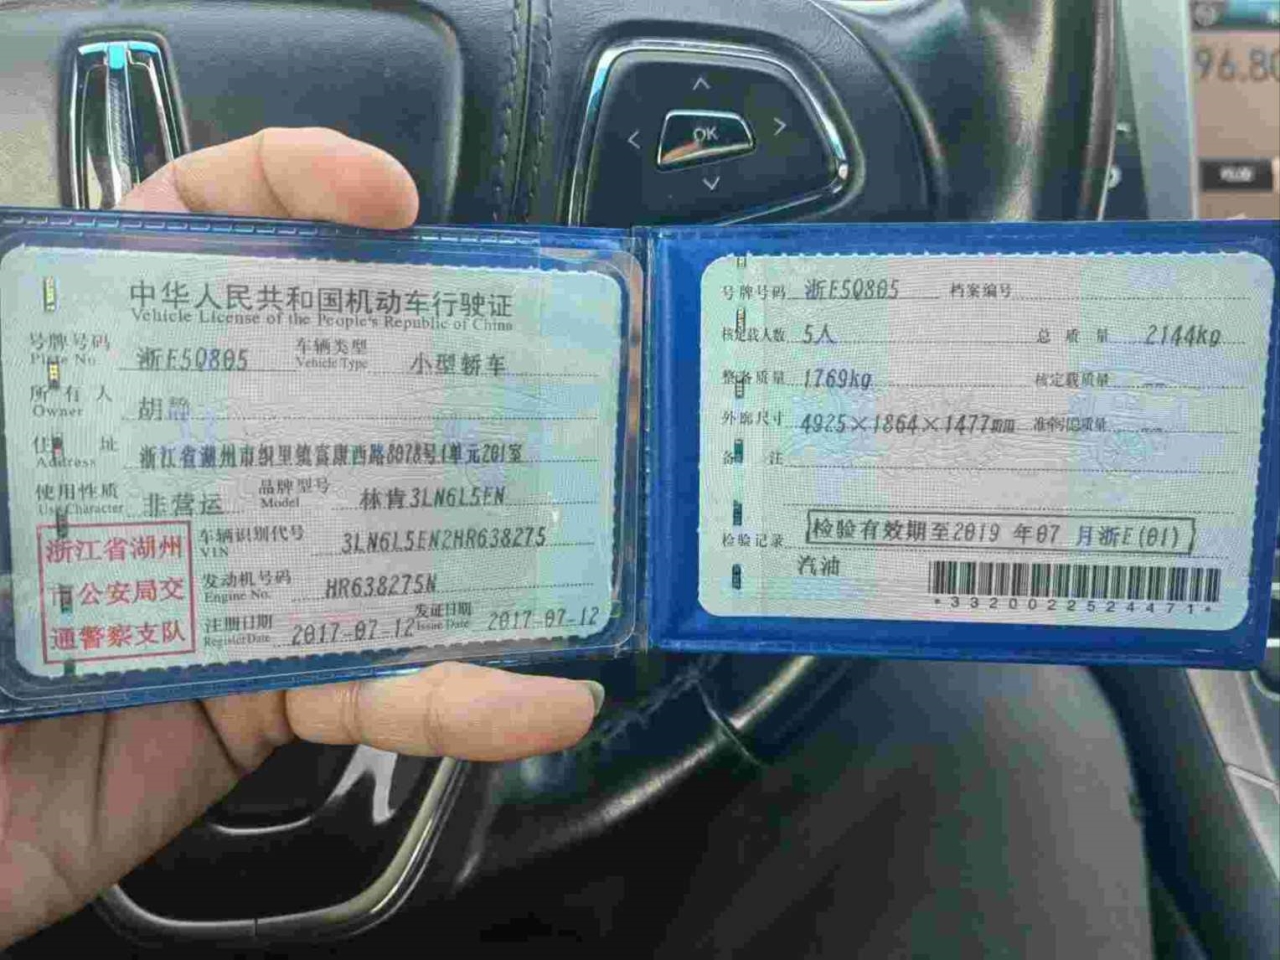 OK
96.80
中华人民共和国机动车行驶证
Vehicle License of the People's Republic of China
号牌号码 浙E50805 车辆类型 小型轿车
Plate No. Vehicle Type
所有人 胡静
Owner
住址 浙江省湖州市织里镇富康西路8078号1单元201室
Address
使用性质 非营运 品牌型号 林肯3LN6L5EN
Use Character Model
浙江省湖州
市公安局交
通警察支队
车辆识别代号 3LN6L5EN2HR638275
VIN
发动机号码 HR638275N
Engine No.
注册日期 2017-07-12 发证日期 2017-07-12
Register Date Issue Date
号牌号码 浙E50805 档案编号
核定载人数 5人 总质量 2144kg
整备质量 1769kg 核定载质量 --
外廓尺寸 4925×1864×1477mm 准牵引总质量 --
备注
检验记录 检验有效期至2019年07月浙E(01)
汽油
*3320022524471*